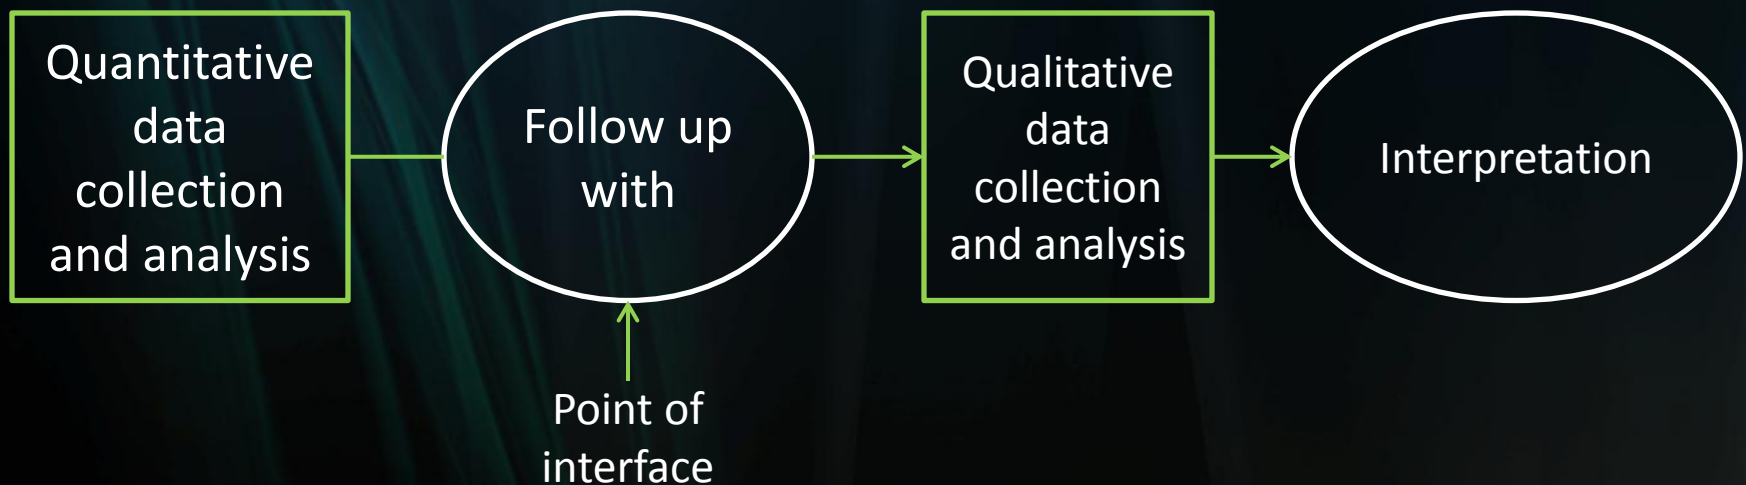 Quantitative
data
collection
and analysis
Follow up
with
Qualitative
data
collection
and analysis
Interpretation
Point of
interface